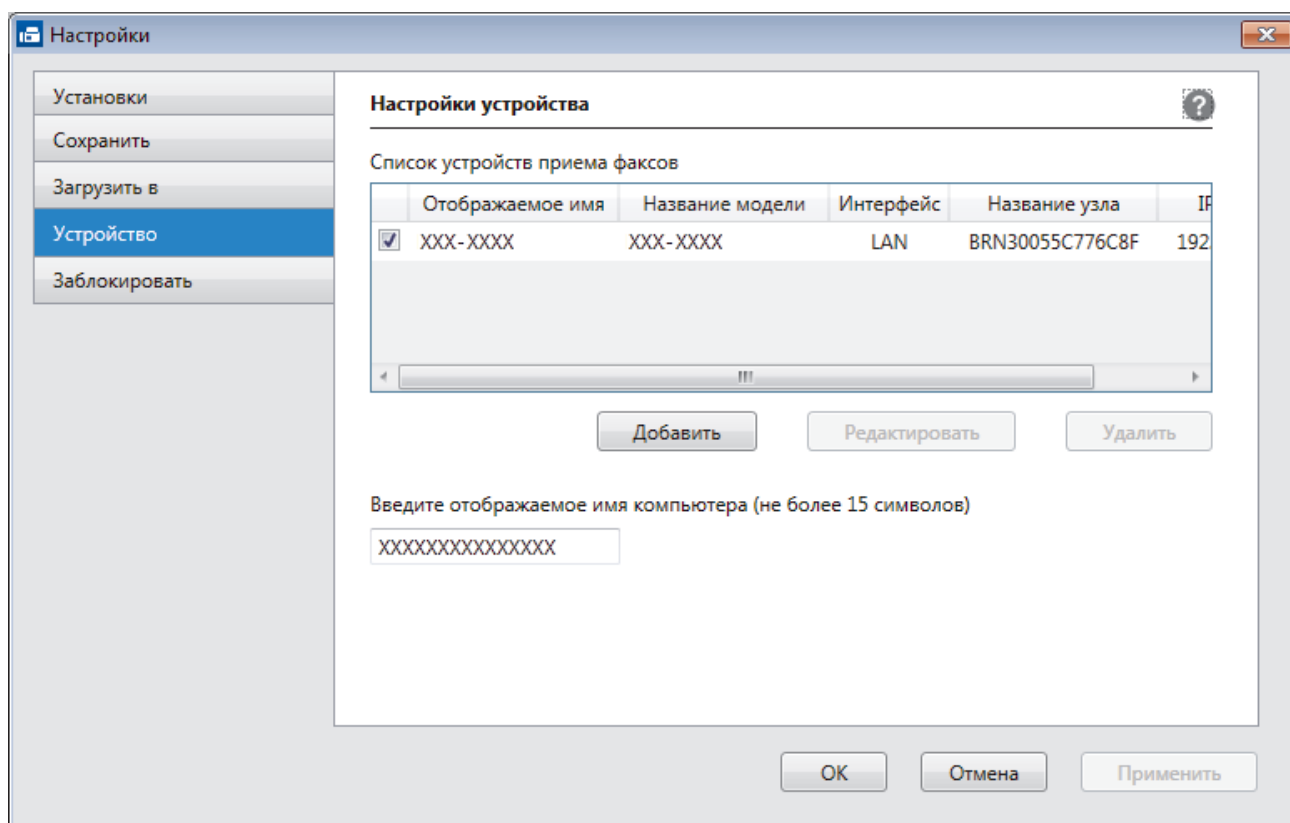 Настройки
Установки
Сохранить
Загрузить в
Устройство
Заблокировать
Настройки устройства
?
Список устройств приема факсов
Отображаемое имя Название модели Интерфейс Название узла IP
XXX-XXXX XXX-XXXX LAN BRN30055C776C8F 192.
Добавить Редактировать Удалить
Введите отображаемое имя компьютера (не более 15 символов)
XXXXXXXXXXXXXXX
OK Отмена Применить